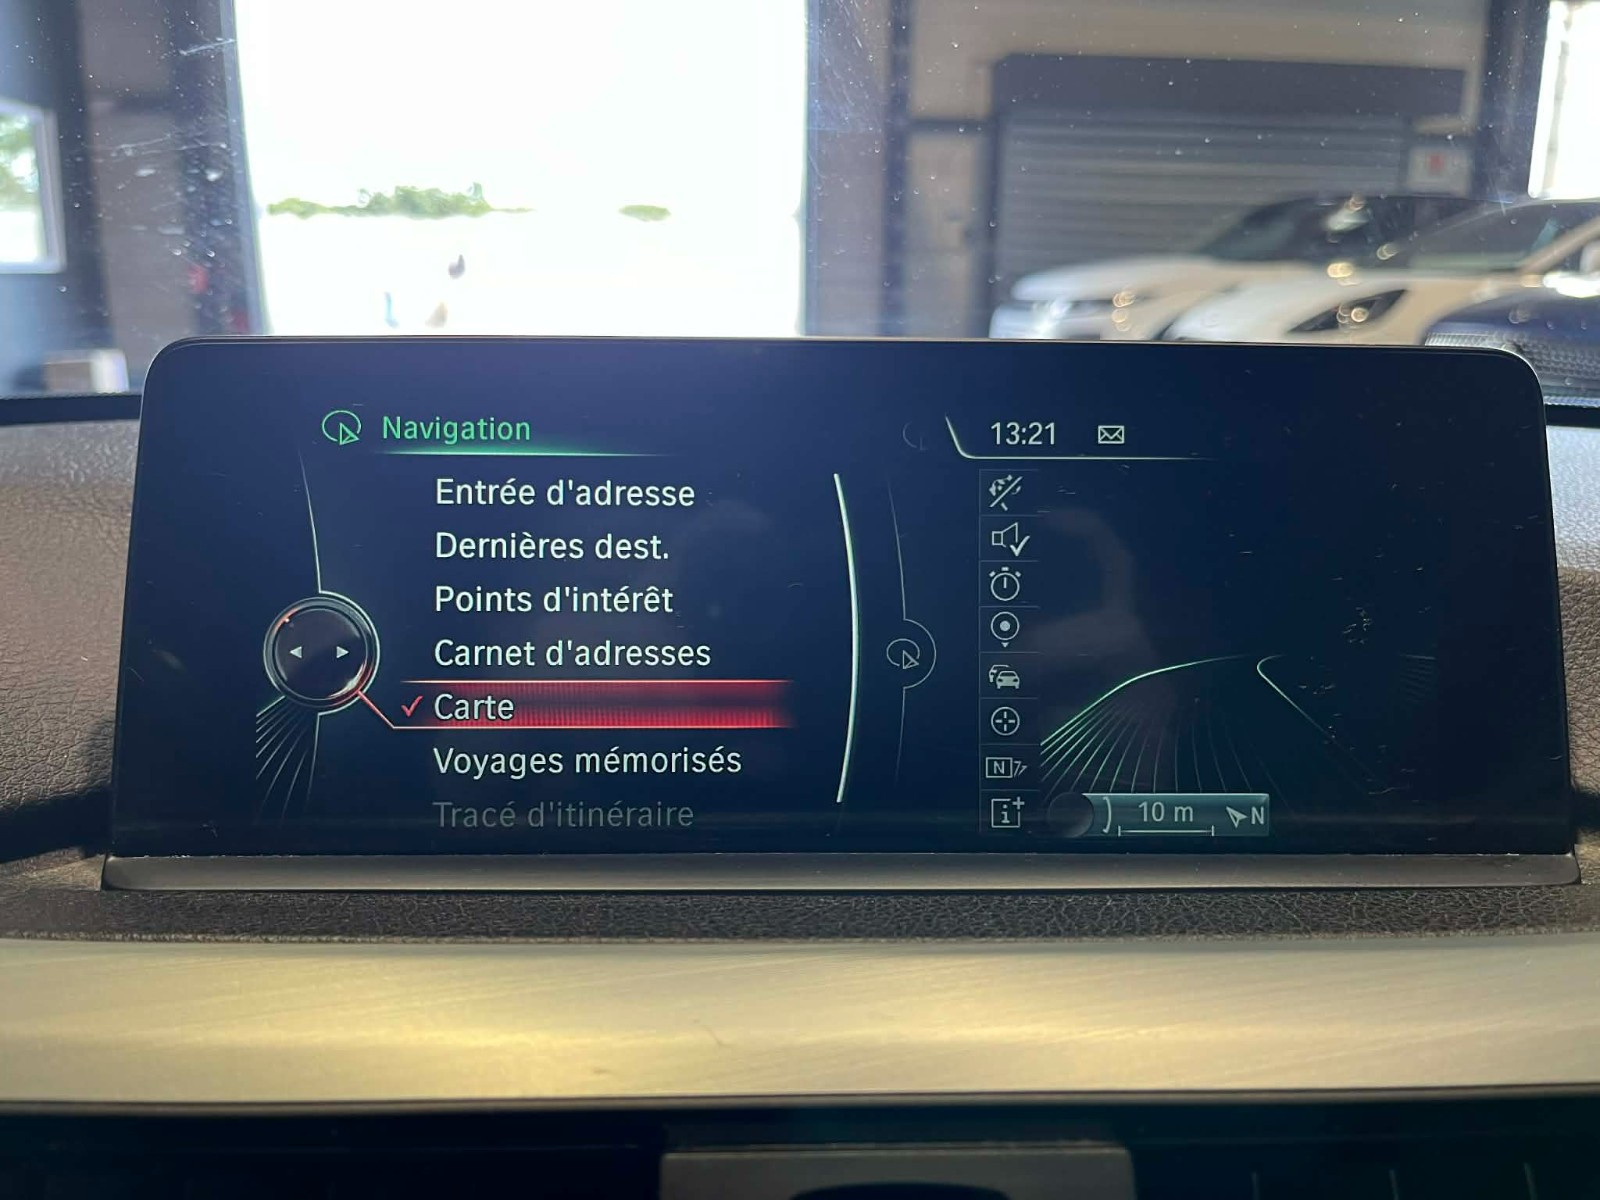 Navigation
13:21
Entrée d'adresse
Dernières dest.
Points d'intérêt
Carnet d'adresses
Carte
Voyages mémorisés
Tracé d'itinéraire
N
i+
10 m
N